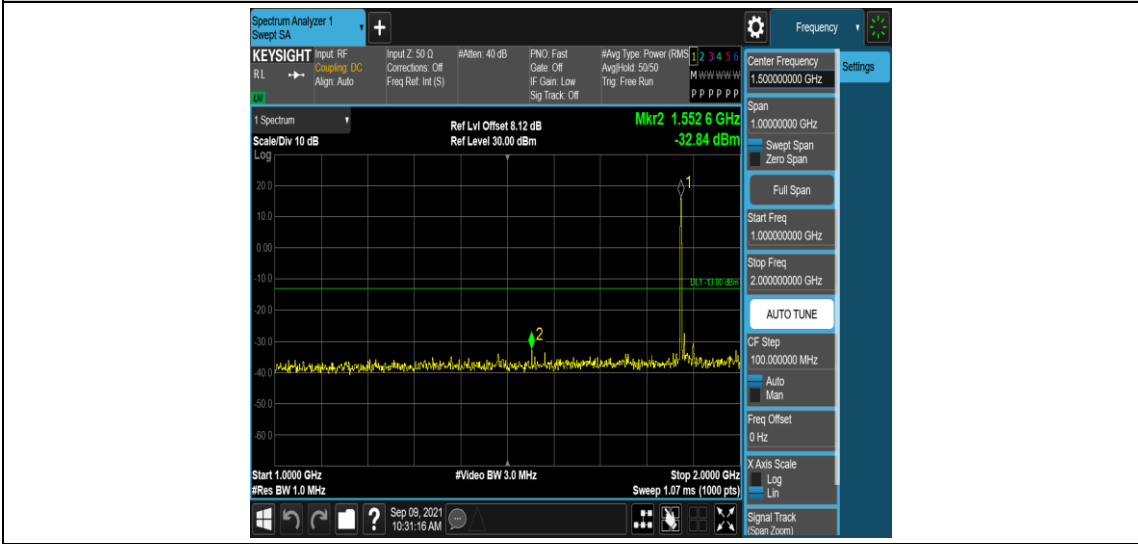 Spectrum Analyzer 1
Swept SA
+
Frequency
KEYSIGHT
RL
LNI
Input: RF
Coupling: DC
Align: Auto
Input Z: 50 Ω
Corrections: Off
Freq Ref: Int (S)
#Atten: 40 dB
PNO: Fast
Gate: Off
IF Gain: Low
Sig Track: Off
#Avg Type: Power (RMS
Avg|Hold: 50/50
Trig: Free Run
1 2 3 4 5 6
M W W W W W
P P P P P P
Settings
1 Spectrum
Scale/Div 10 dB
Log
Ref Lvl Offset 8.12 dB
Ref Level 30.00 dBm
Mkr2 1.552 6 GHz
-32.84 dBm
20.0
10.0
0.00
-10.0
-20.0
-30.0
-40.0
-50.0
-60.0
1
DL1 -13.00 dBm
2
Start 1.0000 GHz
#Res BW 1.0 MHz
#Video BW 3.0 MHz
Stop 2.0000 GHz
Sweep 1.07 ms (1000 pts)
Center Frequency
1.500000000 GHz
Span
1.00000000 GHz
Swept Span
Zero Span
Full Span
Start Freq
1.000000000 GHz
Stop Freq
2.000000000 GHz
AUTO TUNE
CF Step
100.000000 MHz
Auto
Man
Freq Offset
0 Hz
X Axis Scale
Log
Lin
Signal Track
(Span Zoom)
?
Sep 09, 2021
10:31:16 AM